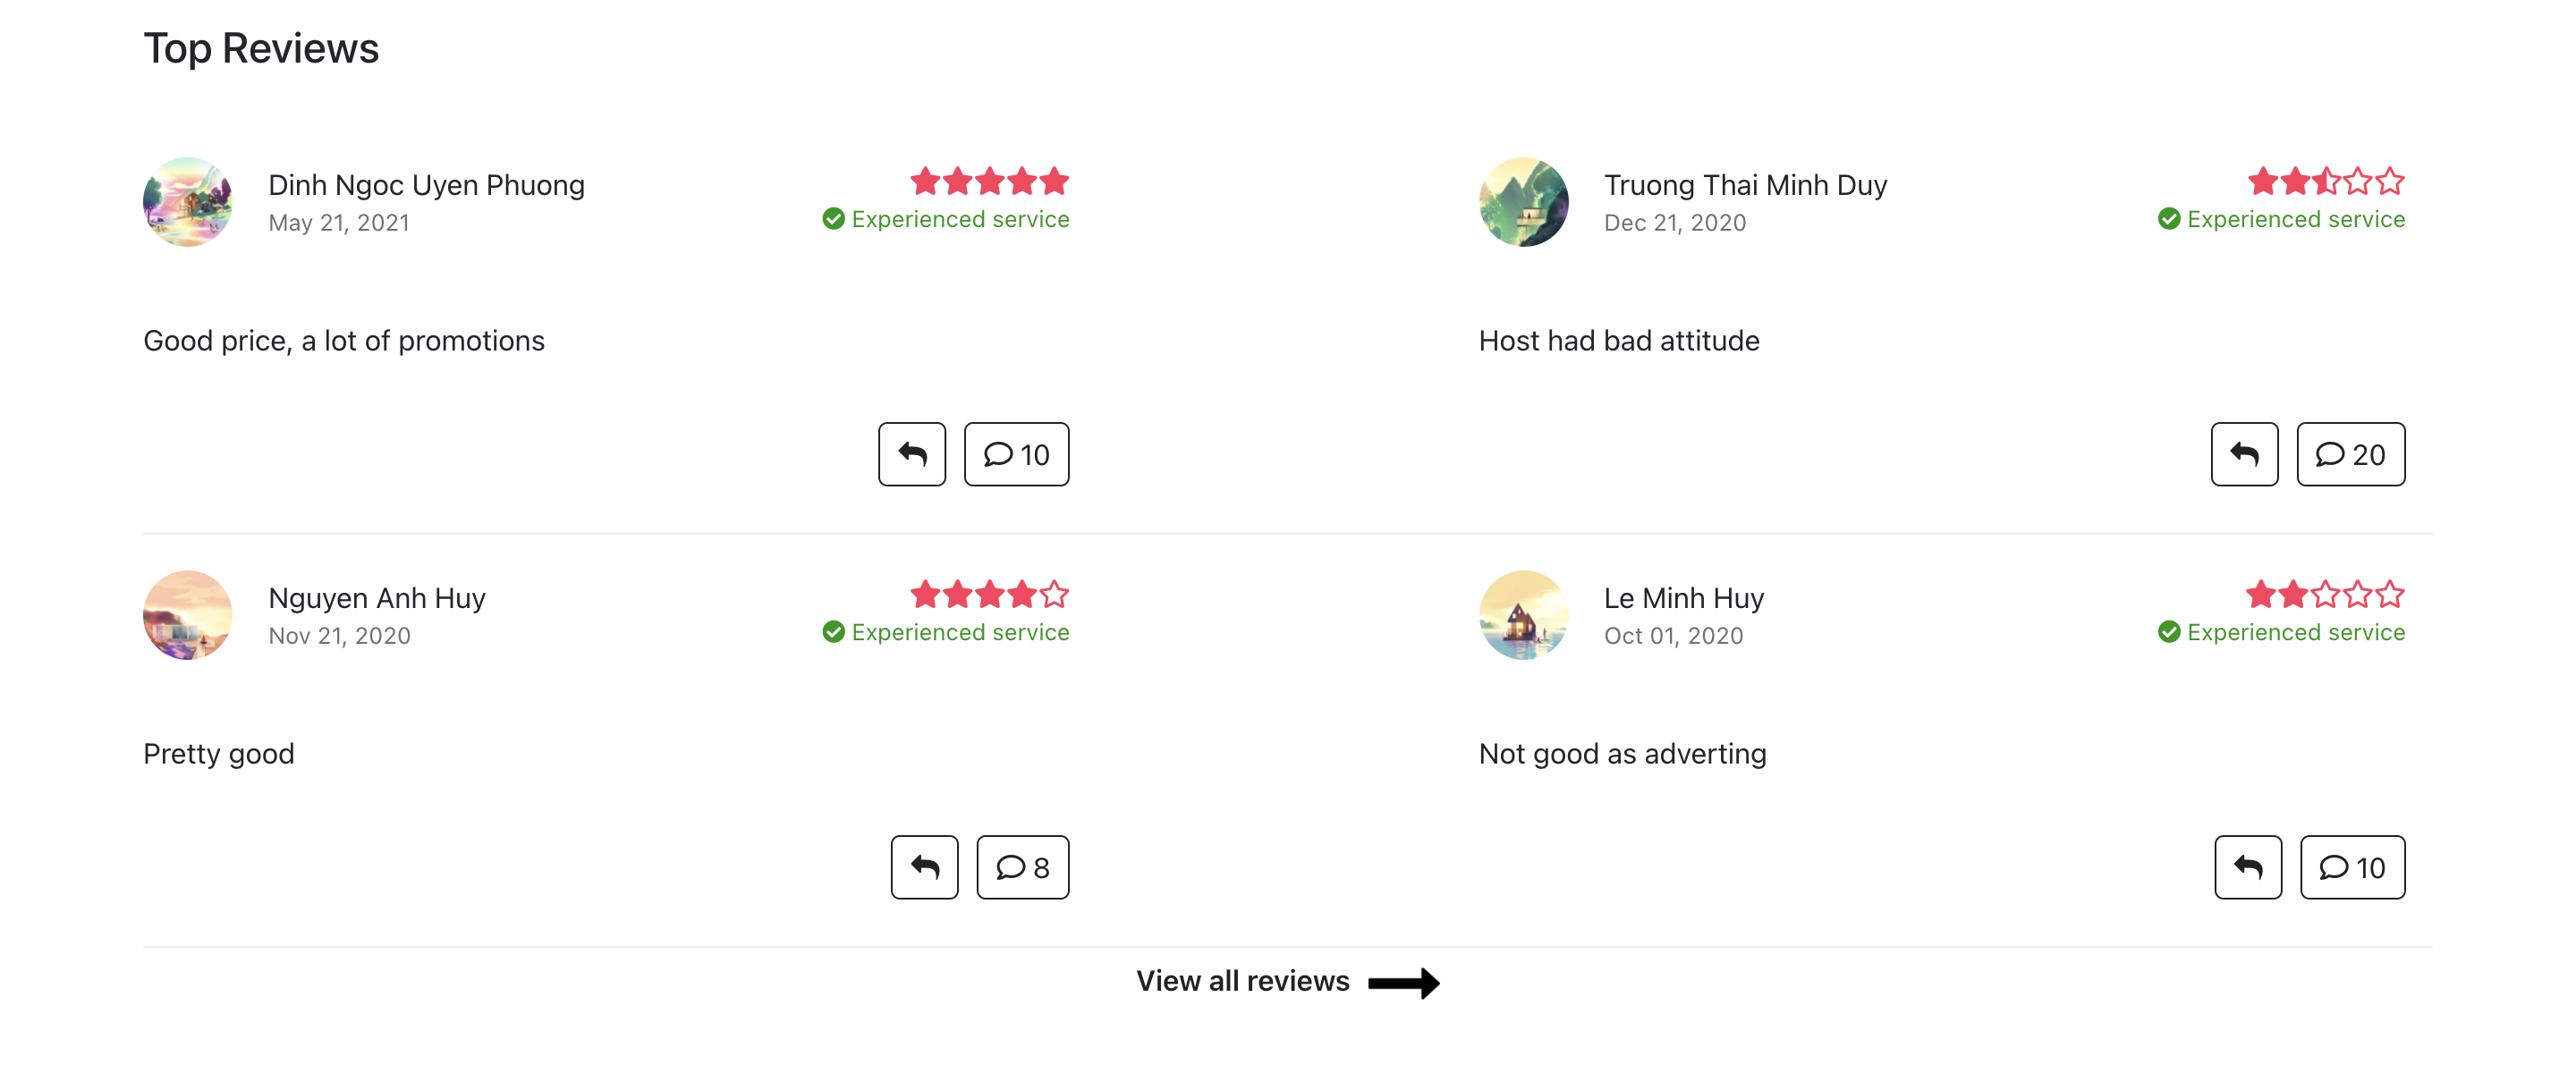 Top Reviews
Dinh Ngoc Uyen Phuong
May 21, 2021
Experienced service
Good price, a lot of promotions
10
Truong Thai Minh Duy
Dec 21, 2020
Experienced service
Host had bad attitude
20
Nguyen Anh Huy
Nov 21, 2020
Experienced service
Pretty good
8
Le Minh Huy
Oct 01, 2020
Experienced service
Not good as adverting
10
View all reviews